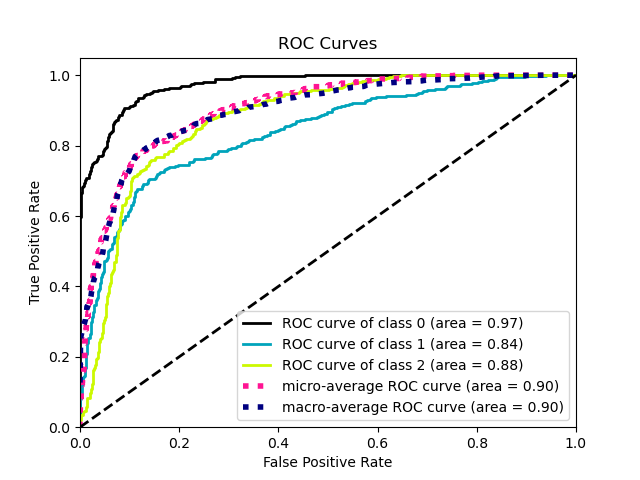 ROC Curves
True Positive Rate
1.0
0.8
0.6
0.4
0.2
0.0
ROC curve of class 0 (area = 0.97)
ROC curve of class 1 (area = 0.84)
ROC curve of class 2 (area = 0.88)
micro-average ROC curve (area = 0.90)
macro-average ROC curve (area = 0.90)
0.0 0.2 0.4 0.6 0.8 1.0
False Positive Rate